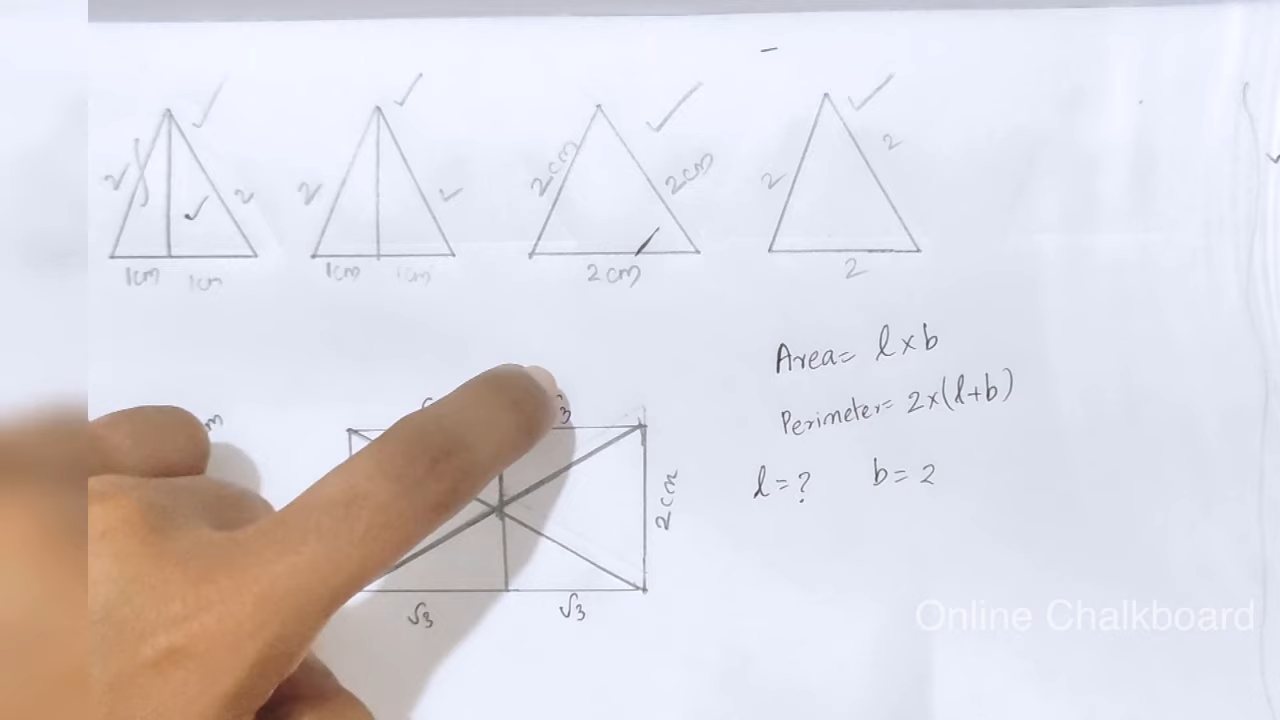 2 2
1cm 1cm
2
1cm 1cm
2cm 2cm
2cm
2 2
2
Area= l×b
Perimeter= 2×(l+b)
l=? b=2
2cm
√3 √3
Online Chalkboard